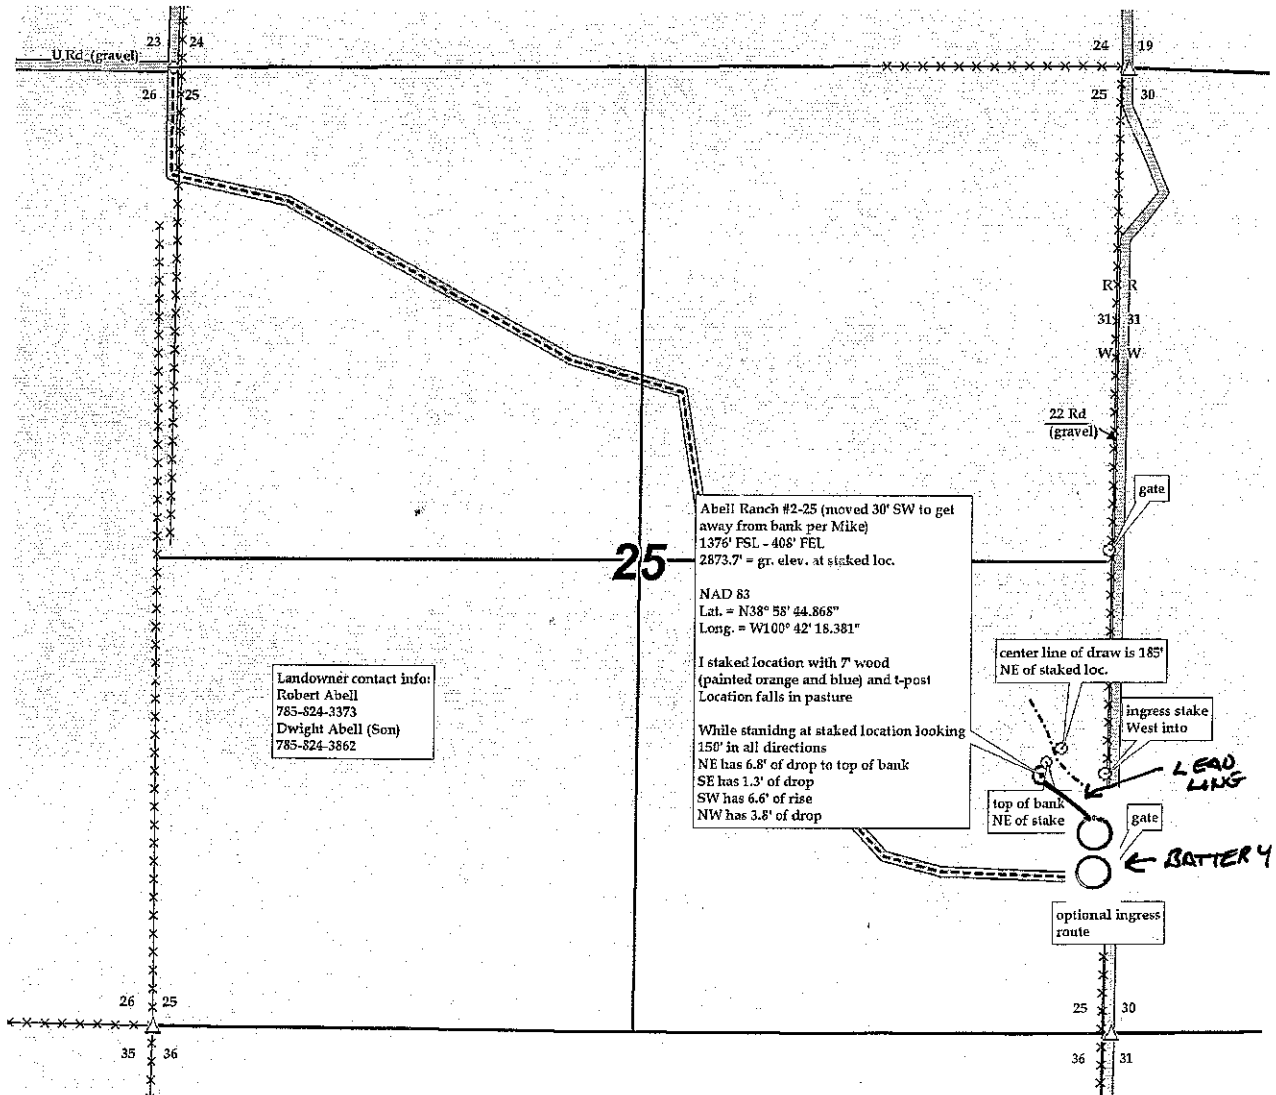 23 24
U Rd (gravel)
26 25
24 19
25 30
R R
31 31
W W
22 Rd
(gravel)
gate
Abell Ranch #2-25 (moved 30' SW to get
away from bank per Mike)
1376' FSL - 408' FEL
2873.7' = gr. elev. at staked loc.
NAD 83
Lat. = N38° 58' 44.868"
Long. = W100° 42' 18.381"
I staked location with 7' wood
(painted orange and blue) and t-post
Location falls in pasture
While stanidng at staked location looking
150' in all directions
NE has 6.8' of drop to top of bank
SE has 1.3' of drop
SW has 6.6' of rise
NW has 3.8' of drop
25
Landowner contact info:
Robert Abell
785-824-3373
Dwight Abell (Son)
785-824-3862
center line of draw is 185'
NE of staked loc.
ingress stake
West into
LEAD
LING
top of bank
NE of stake
gate
BATTERY
optional ingress
route
26 25
35 36
25 30
36 31